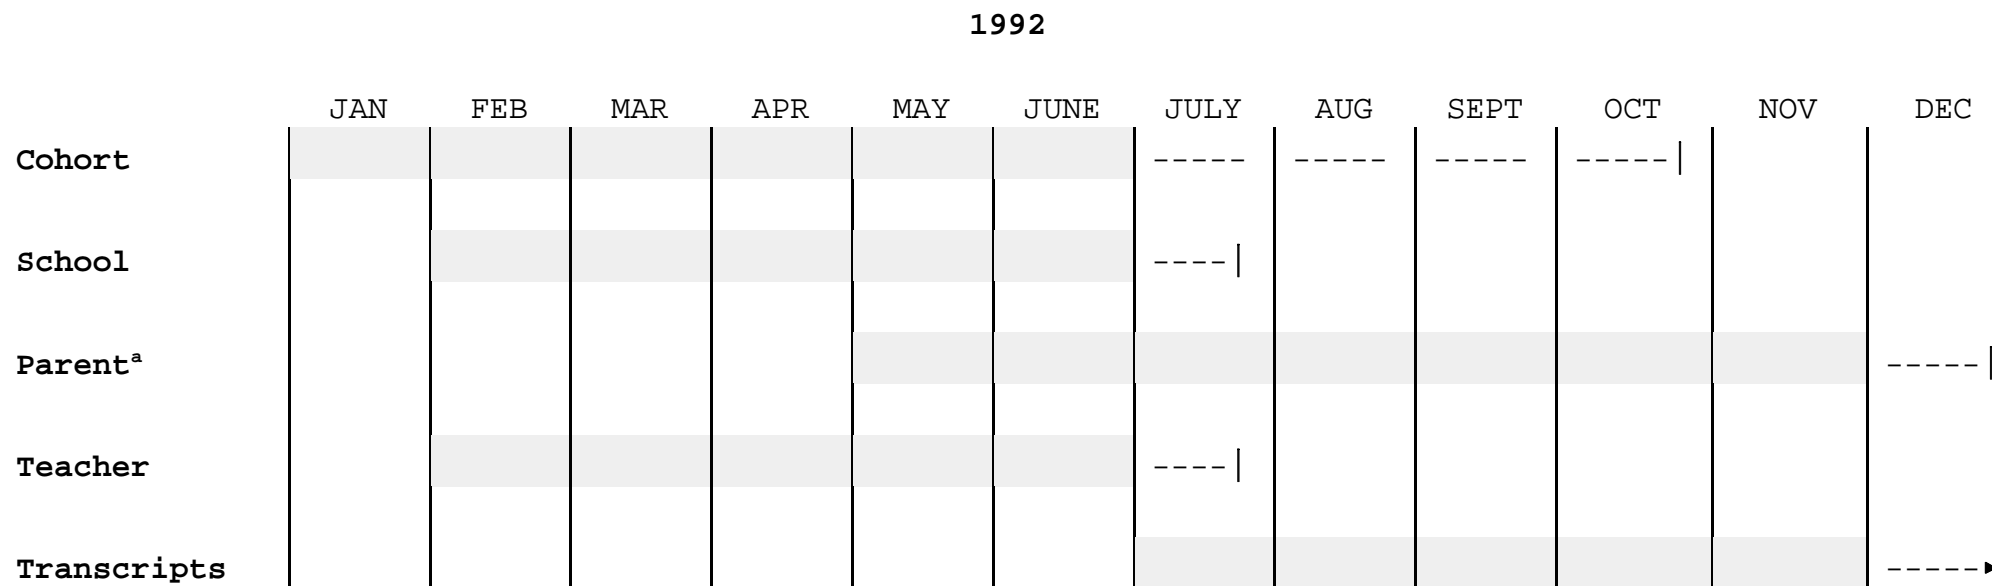 1992
JAN FEB MAR APR MAY JUNE JULY AUG SEPT OCT NOV DEC
Cohort ----- ----- ----- -----|
School ----|
Parentᵃ -----|
Teacher ----|
Transcripts -----▸